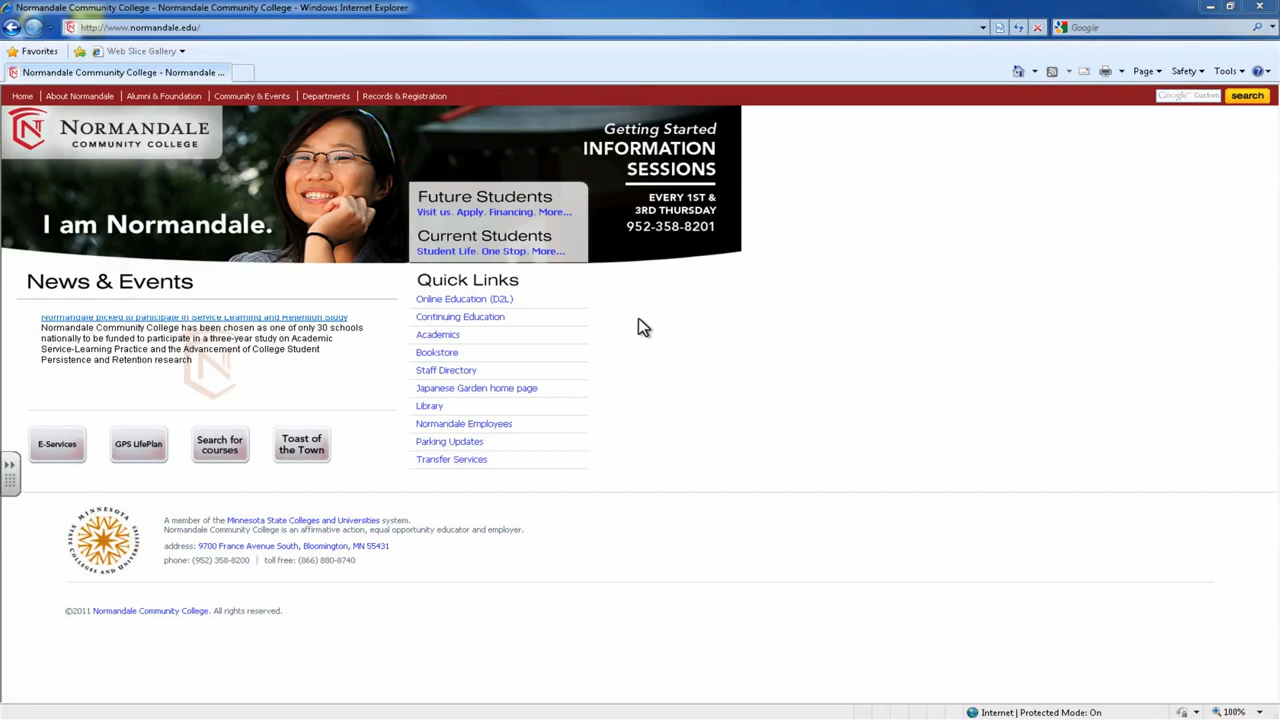 Normandale Community College - Normandale Community College - Windows Internet Explorer
http://www.normandale.edu/
Google
Favorites
Web Slice Gallery
Normandale Community College - Normandale ...
Page
Safety
Tools
Home
About Normandale
Alumni & Foundation
Community & Events
Departments
Records & Registration
Google Custom
search
NORMANDALE
COMMUNITY COLLEGE
I am Normandale.
Getting Started
INFORMATION
SESSIONS
EVERY 1ST &
3RD THURSDAY
952-358-8201
Future Students
Visit us. Apply. Financing. More...
Current Students
Student Life. One Stop. More...
News & Events
Normandale picked to participate in Service Learning and Retention Study
Normandale Community College has been chosen as one of only 30 schools
nationally to be funded to participate in a three-year study on Academic
Service-Learning Practice and the Advancement of College Student
Persistence and Retention research
E-Services
GPS LifePlan
Search for
courses
Toast of
the Town
Quick Links
Online Education (D2L)
Continuing Education
Academics
Bookstore
Staff Directory
Japanese Garden home page
Library
Normandale Employees
Parking Updates
Transfer Services
MINNESOTA STATE COLLEGES AND UNIVERSITIES
A member of the Minnesota State Colleges and Universities system.
Normandale Community College is an affirmative action, equal opportunity educator and employer.
address: 9700 France Avenue South, Bloomington, MN 55431
phone: (952) 358-8200 | toll free: (866) 880-8740
©2011 Normandale Community College. All rights reserved.
Internet | Protected Mode: On
100%